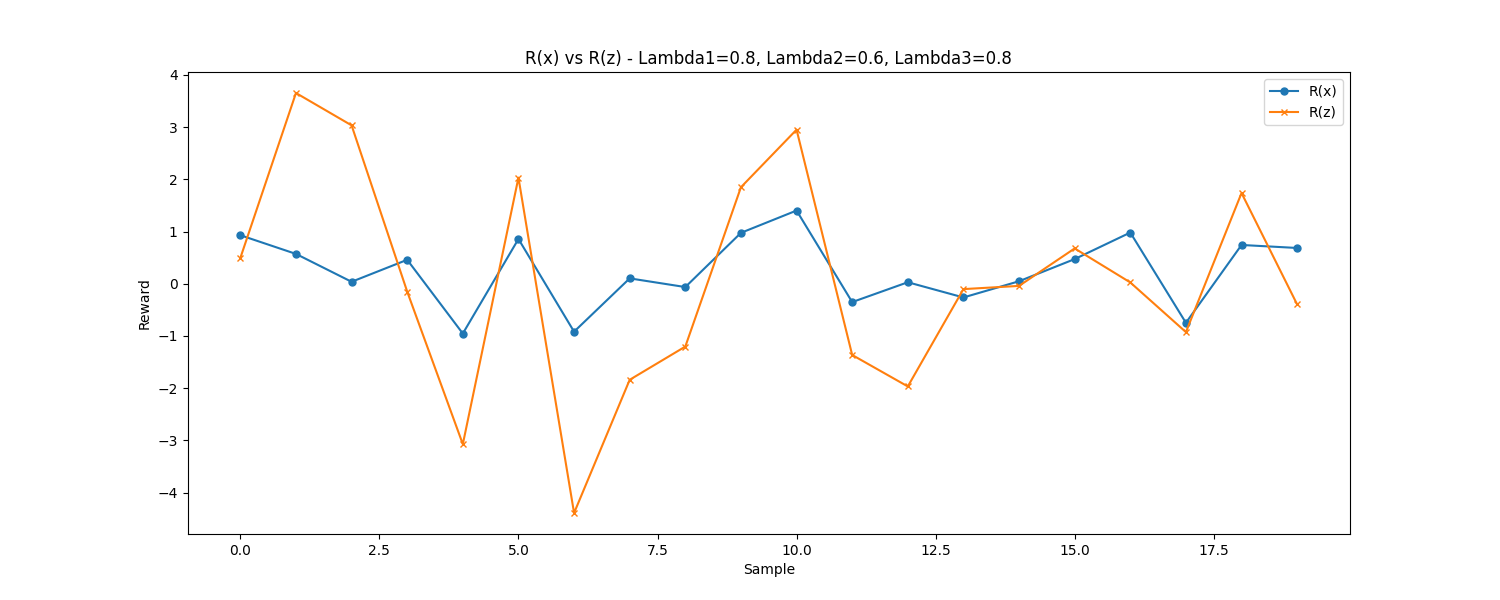 R(x) vs R(z) - Lambda1=0.8, Lambda2=0.6, Lambda3=0.8
R(x)
R(z)
Reward
4
3
2
1
0
−1
−2
−3
−4
0.0 2.5 5.0 7.5 10.0 12.5 15.0 17.5
Sample